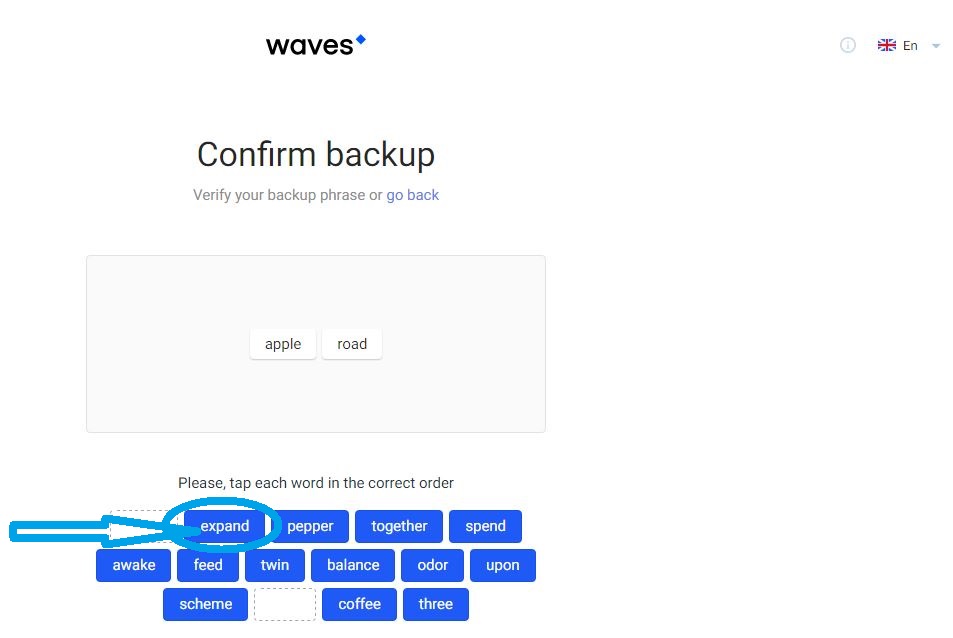 waves
En
Confirm backup
Verify your backup phrase or go back
apple road
Please, tap each word in the correct order
expand pepper together spend
awake feed twin balance odor upon
scheme coffee three